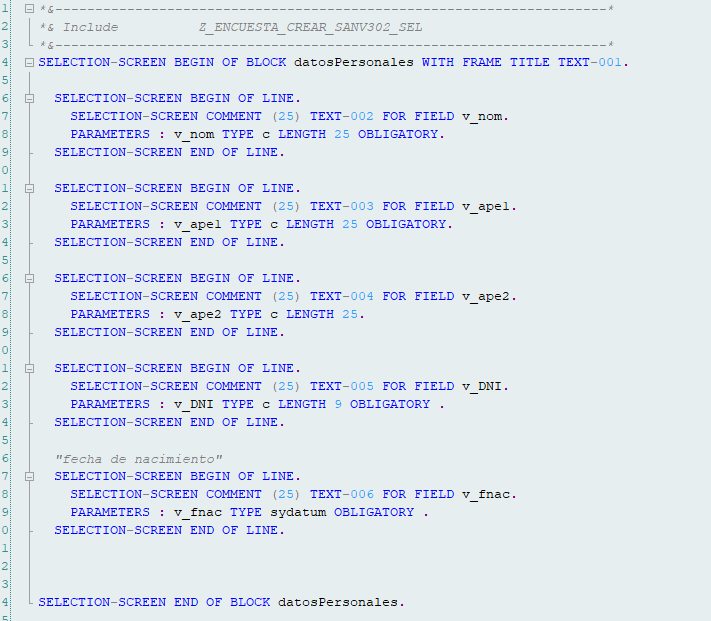 1 *&---------------------------------------------------------------------*
2 *& Include          Z_ENCUESTA_CREAR_SANV302_SEL
3 *&---------------------------------------------------------------------*
4 SELECTION-SCREEN BEGIN OF BLOCK datosPersonales WITH FRAME TITLE TEXT-001.
5
6   SELECTION-SCREEN BEGIN OF LINE.
7     SELECTION-SCREEN COMMENT (25) TEXT-002 FOR FIELD v_nom.
8     PARAMETERS : v_nom TYPE c LENGTH 25 OBLIGATORY.
9   SELECTION-SCREEN END OF LINE.
0
1   SELECTION-SCREEN BEGIN OF LINE.
2     SELECTION-SCREEN COMMENT (25) TEXT-003 FOR FIELD v_ape1.
3     PARAMETERS : v_ape1 TYPE c LENGTH 25 OBLIGATORY.
4   SELECTION-SCREEN END OF LINE.
5
6   SELECTION-SCREEN BEGIN OF LINE.
7     SELECTION-SCREEN COMMENT (25) TEXT-004 FOR FIELD v_ape2.
8     PARAMETERS : v_ape2 TYPE c LENGTH 25.
9   SELECTION-SCREEN END OF LINE.
0
1   SELECTION-SCREEN BEGIN OF LINE.
2     SELECTION-SCREEN COMMENT (25) TEXT-005 FOR FIELD v_DNI.
3     PARAMETERS : v_DNI TYPE c LENGTH 9 OBLIGATORY .
4   SELECTION-SCREEN END OF LINE.
5
6   "fecha de nacimiento"
7   SELECTION-SCREEN BEGIN OF LINE.
8     SELECTION-SCREEN COMMENT (25) TEXT-006 FOR FIELD v_fnac.
9     PARAMETERS : v_fnac TYPE sydatum OBLIGATORY .
0   SELECTION-SCREEN END OF LINE.
1
2
3
4 SELECTION-SCREEN END OF BLOCK datosPersonales.